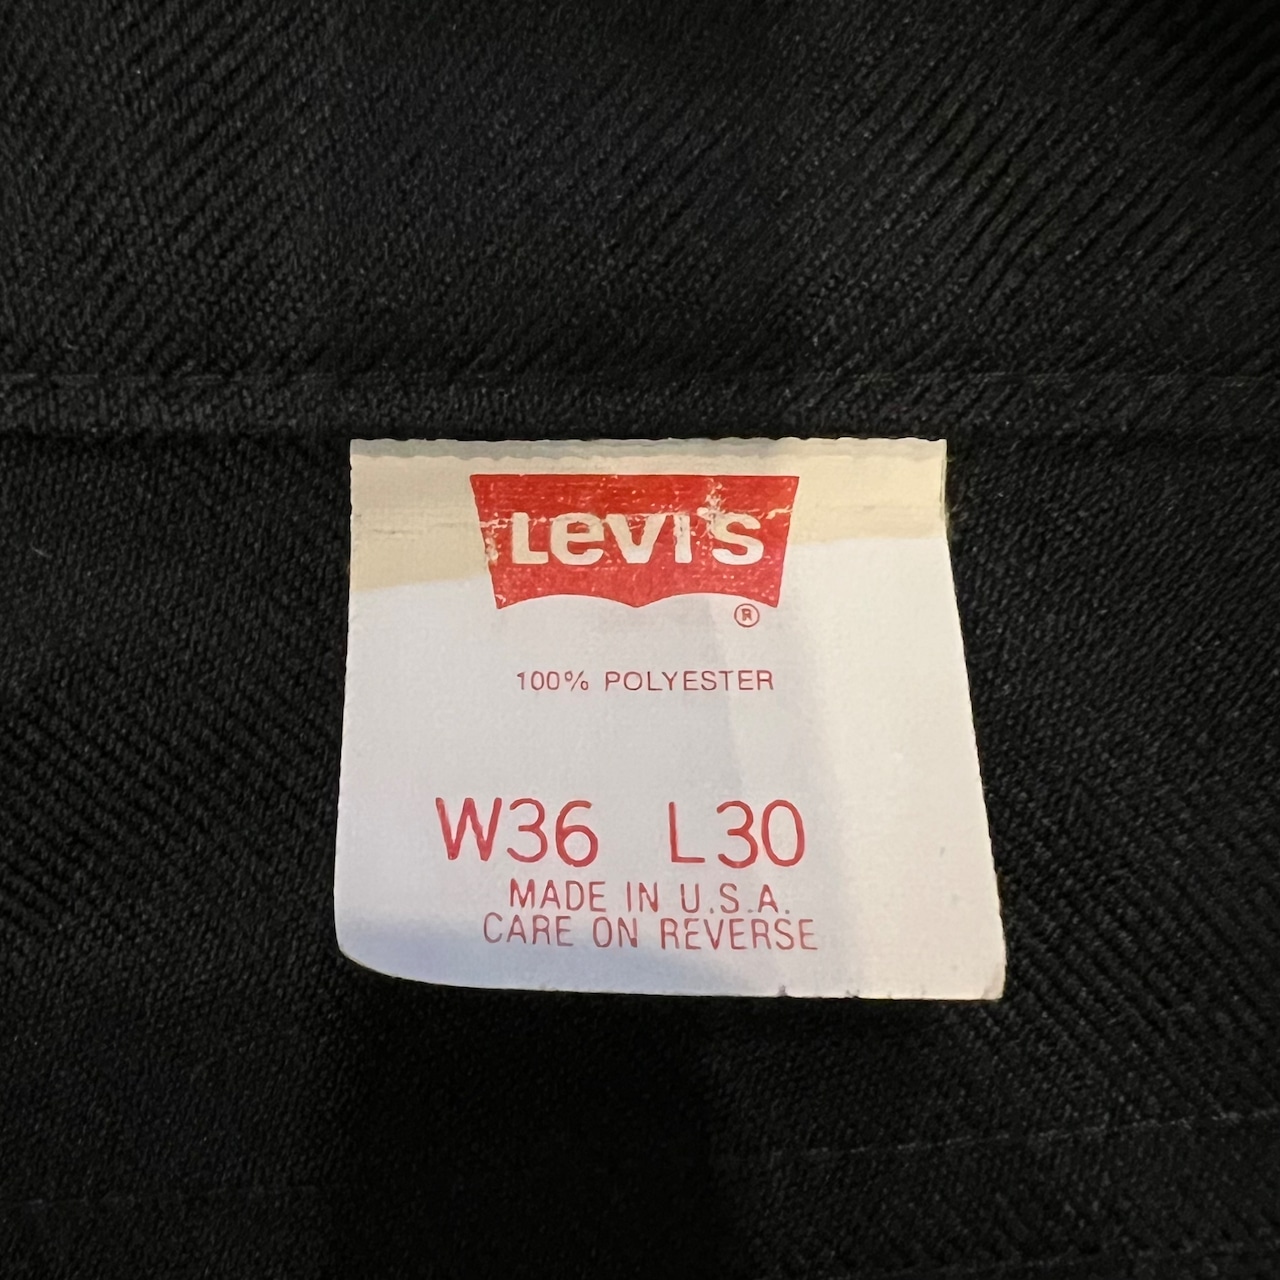 Levi's
®
100% POLYESTER
W36 L30
MADE IN U.S.A.
CARE ON REVERSE